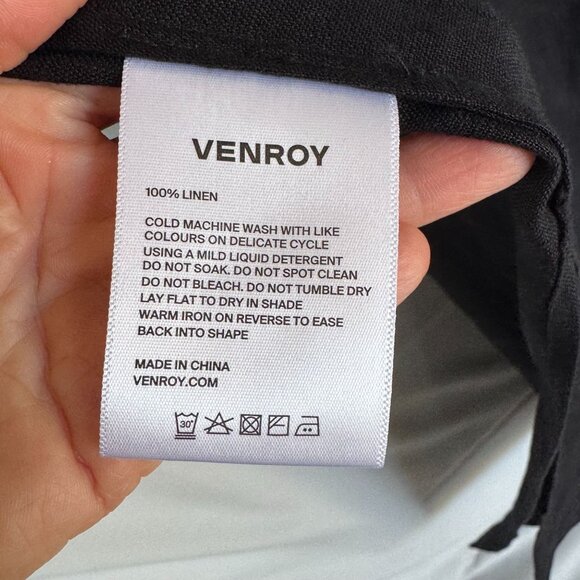 VENROY
100% LINEN
COLD MACHINE WASH WITH LIKE
COLOURS ON DELICATE CYCLE
USING A MILD LIQUID DETERGENT
DO NOT SOAK. DO NOT SPOT CLEAN
DO NOT BLEACH. DO NOT TUMBLE DRY
LAY FLAT TO DRY IN SHADE
WARM IRON ON REVERSE TO EASE
BACK INTO SHAPE
MADE IN CHINA
VENROY.COM
30°